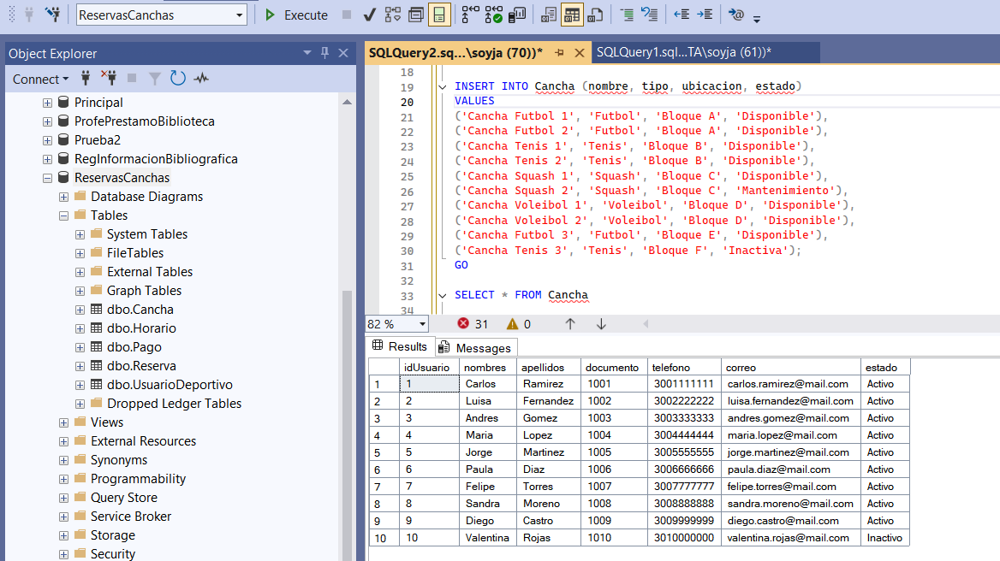 ReservasCanchas Execute
Object Explorer
Connect
Principal
ProfePrestamoBiblioteca
Prueba2
RegInformacionBibliografica
ReservasCanchas
Database Diagrams
Tables
System Tables
FileTables
External Tables
Graph Tables
dbo.Cancha
dbo.Horario
dbo.Pago
dbo.Reserva
dbo.UsuarioDeportivo
Dropped Ledger Tables
Views
External Resources
Synonyms
Programmability
Query Store
Service Broker
Storage
Security
SQLQuery2.sq...\soyja (70))* SQLQuery1.sql...TA\soyja (61))*
18
19 INSERT INTO Cancha (nombre, tipo, ubicacion, estado)
20 VALUES
21 ('Cancha Futbol 1', 'Futbol', 'Bloque A', 'Disponible'),
22 ('Cancha Futbol 2', 'Futbol', 'Bloque A', 'Disponible'),
23 ('Cancha Tenis 1', 'Tenis', 'Bloque B', 'Disponible'),
24 ('Cancha Tenis 2', 'Tenis', 'Bloque B', 'Disponible'),
25 ('Cancha Squash 1', 'Squash', 'Bloque C', 'Disponible'),
26 ('Cancha Squash 2', 'Squash', 'Bloque C', 'Mantenimiento'),
27 ('Cancha Voleibol 1', 'Voleibol', 'Bloque D', 'Disponible'),
28 ('Cancha Voleibol 2', 'Voleibol', 'Bloque D', 'Disponible'),
29 ('Cancha Futbol 3', 'Futbol', 'Bloque E', 'Disponible'),
30 ('Cancha Tenis 3', 'Tenis', 'Bloque F', 'Inactiva');
31 GO
32
33 SELECT * FROM Cancha
34
82 % 31 0
Results Messages
idUsuario nombres apellidos documento telefono correo estado
1 1 Carlos Ramirez 1001 3001111111 carlos.ramirez@mail.com Activo
2 2 Luisa Fernandez 1002 3002222222 luisa.fernandez@mail.com Activo
3 3 Andres Gomez 1003 3003333333 andres.gomez@mail.com Activo
4 4 Maria Lopez 1004 3004444444 maria.lopez@mail.com Activo
5 5 Jorge Martinez 1005 3005555555 jorge.martinez@mail.com Activo
6 6 Paula Diaz 1006 3006666666 paula.diaz@mail.com Activo
7 7 Felipe Torres 1007 3007777777 felipe.torres@mail.com Activo
8 8 Sandra Moreno 1008 3008888888 sandra.moreno@mail.com Activo
9 9 Diego Castro 1009 3009999999 diego.castro@mail.com Activo
10 10 Valentina Rojas 1010 3010000000 valentina.rojas@mail.com Inactivo